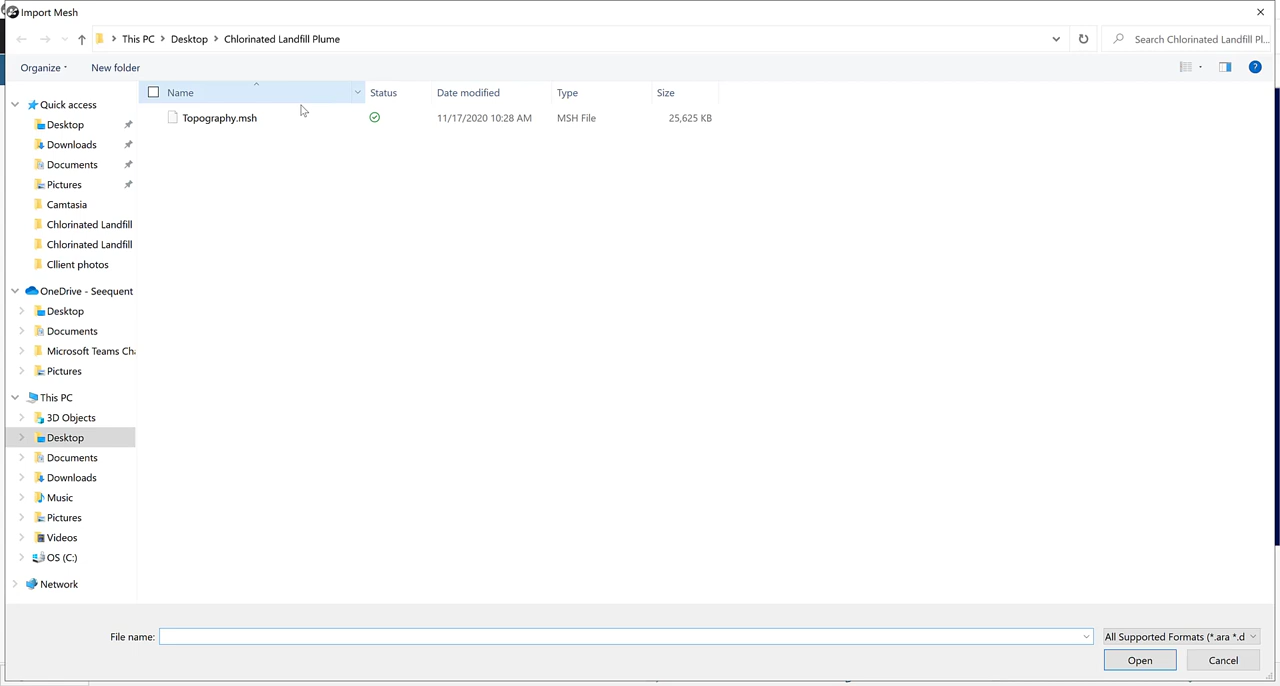 Import Mesh
This PC > Desktop > Chlorinated Landfill Plume
Search Chlorinated Landfill Pl...
Organize
New folder
Name Status Date modified Type Size
Topography.msh 11/17/2020 10:28 AM MSH File 25,625 KB
Quick access
Desktop
Downloads
Documents
Pictures
Camtasia
Chlorinated Landfill
Chlorinated Landfill
Cllient photos
OneDrive - Seequent
Desktop
Documents
Microsoft Teams Cha
Pictures
This PC
3D Objects
Desktop
Documents
Downloads
Music
Pictures
Videos
OS (C:)
Network
File name:
All Supported Formats (*.ara *.d
Open
Cancel